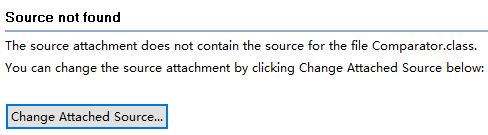 Source not found
The source attachment does not contain the source for the file Comparator.class.
You can change the source attachment by clicking Change Attached Source below:
Change Attached Source...